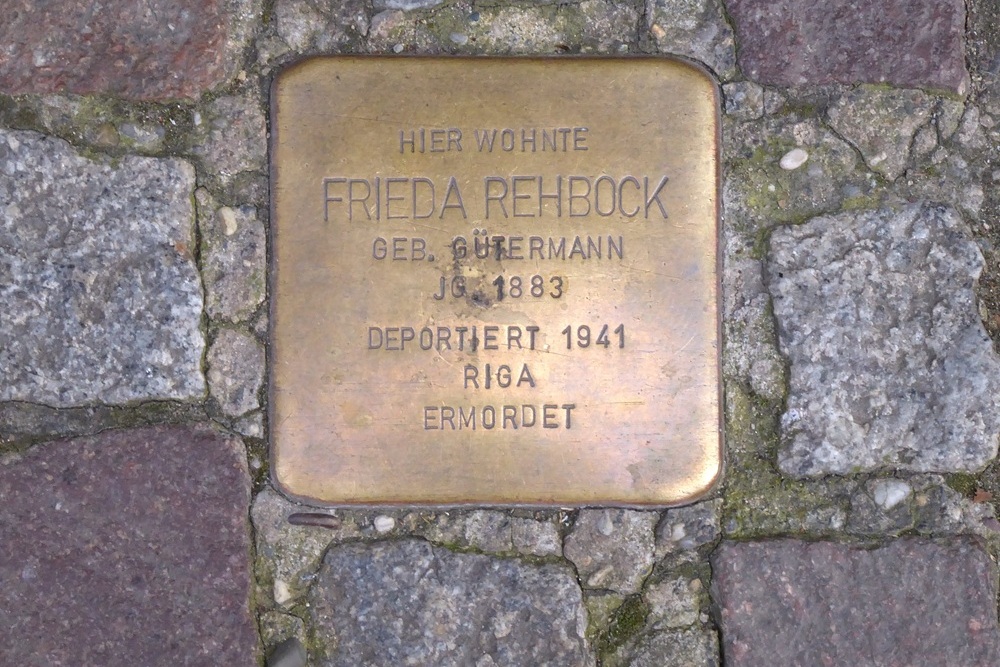 HIER WOHNTE
FRIEDA REHBOCK
GEB. GÜTERMANN
JG. 1883
DEPORTIERT 1941
RIGA
ERMORDET